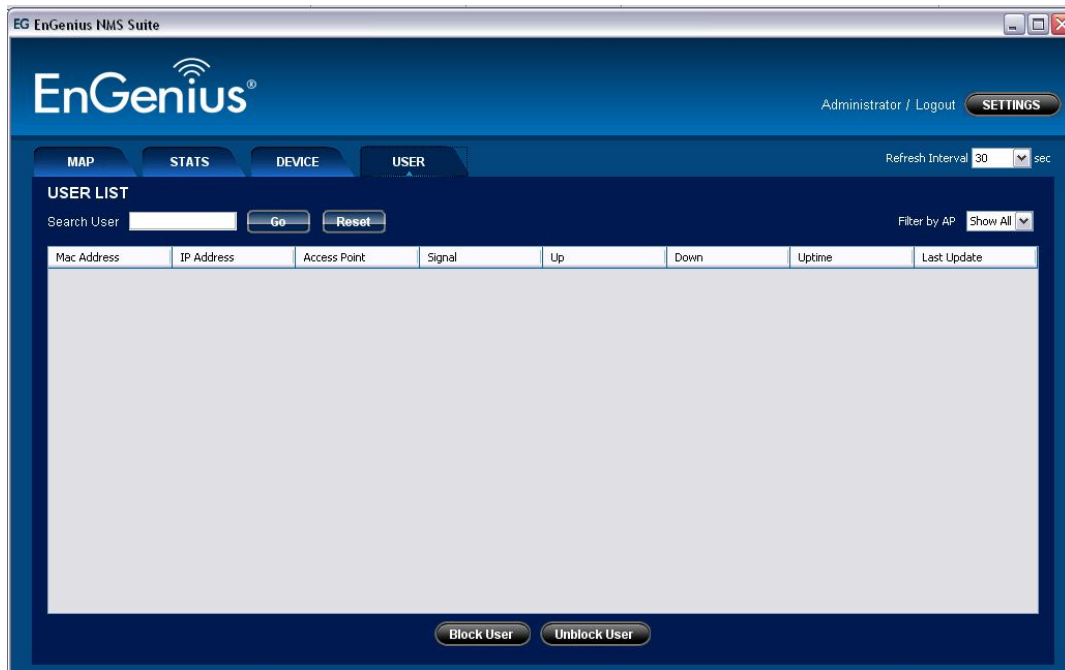 EG EnGenius NMS Suite
EnGenius®
Administrator / Logout SETTINGS
MAP STATS DEVICE USER Refresh Interval 30 sec
USER LIST
Search User Go Reset Filter by AP Show All
Mac Address IP Address Access Point Signal Up Down Uptime Last Update
Block User Unblock User